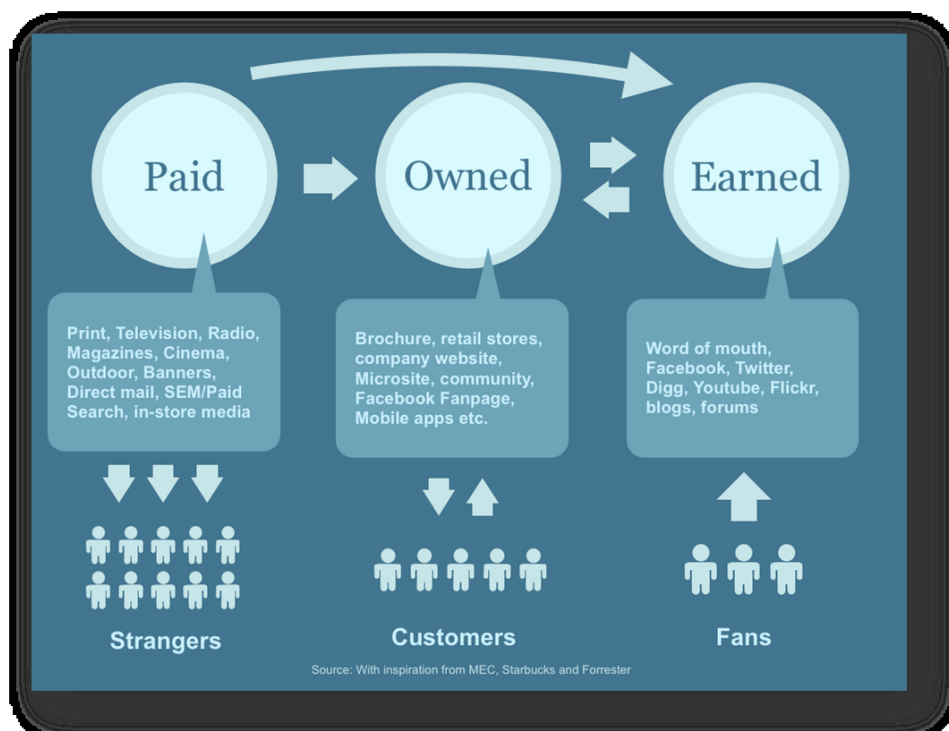 Paid
Owned
Earned
Print, Television, Radio,
Magazines, Cinema,
Outdoor, Banners,
Direct mail, SEM/Paid
Search, in-store media
Brochure, retail stores,
company website,
Microsite, community,
Facebook Fanpage,
Mobile apps etc.
Word of mouth,
Facebook, Twitter,
Digg, Youtube, Flickr,
blogs, forums
Strangers
Customers
Fans
Source: With inspiration from MEC, Starbucks and Forrester